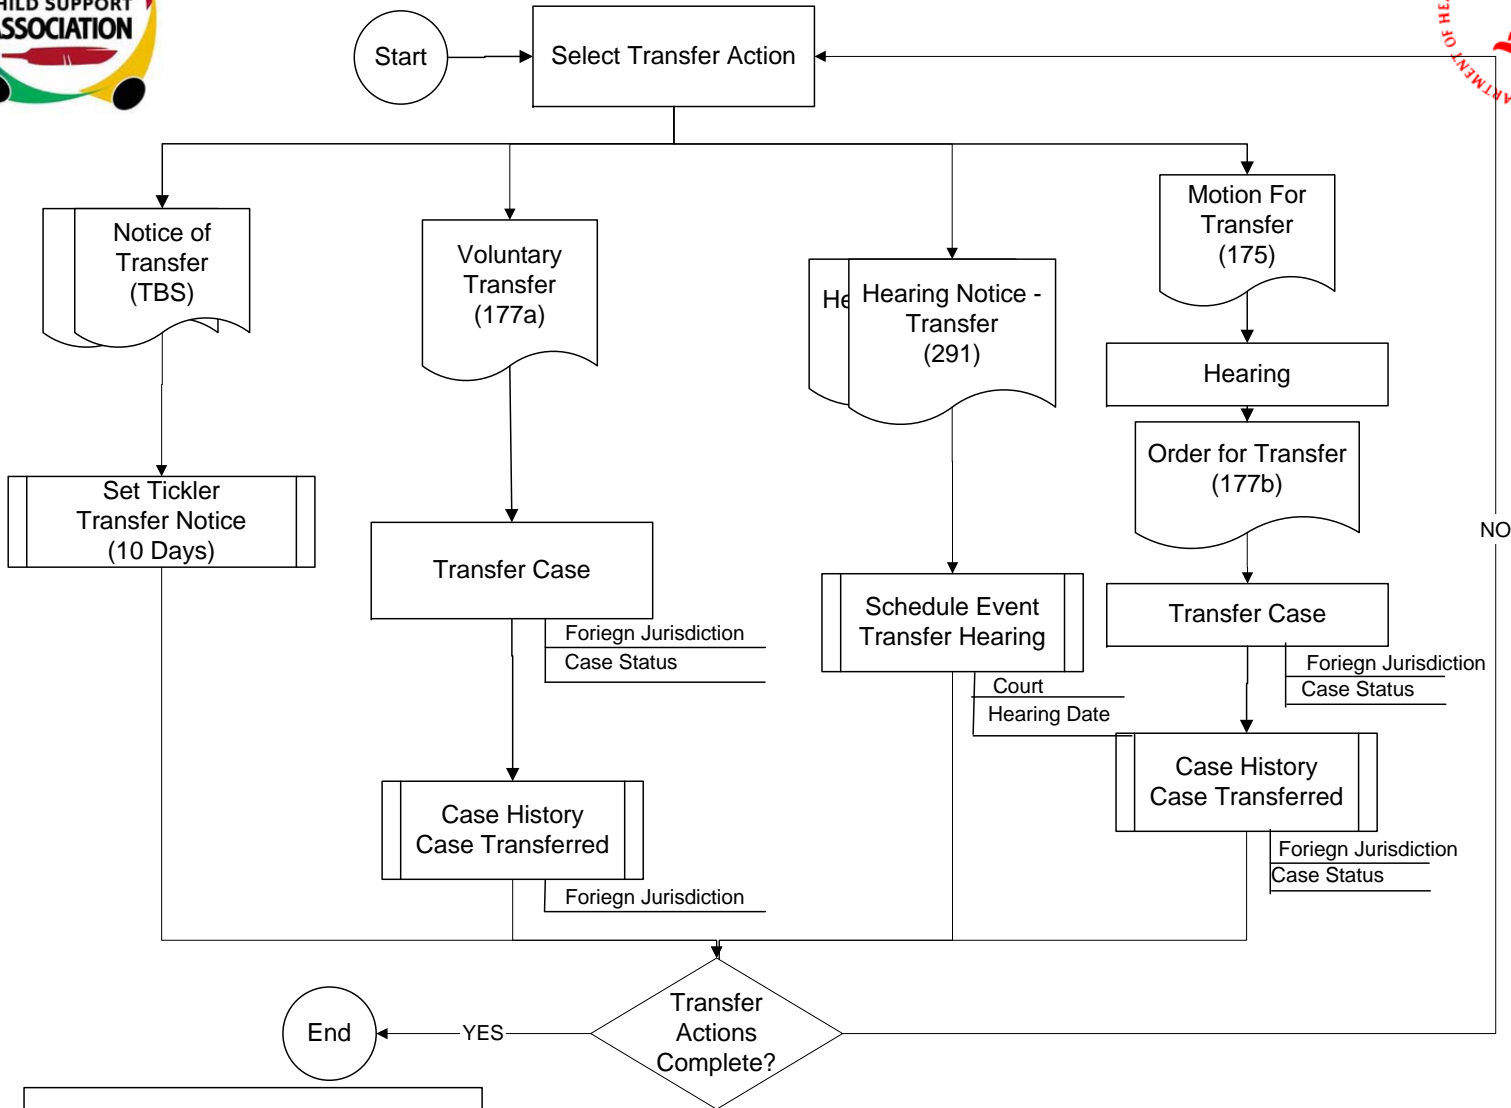 CHILD SUPPORT
ASSOCIATION
Start
Select Transfer Action
Notice of
Transfer
(TBS)
Voluntary
Transfer
(177a)
He
Hearing Notice -
Transfer
(291)
Motion For
Transfer
(175)
Hearing
Order for Transfer
(177b)
Set Tickler
Transfer Notice
(10 Days)
NO
Transfer Case
Foriegn Jurisdiction
Case Status
Schedule Event
Transfer Hearing
Court
Hearing Date
Transfer Case
Foriegn Jurisdiction
Case Status
Case History
Case Transferred
Foriegn Jurisdiction
Case History
Case Transferred
Foriegn Jurisdiction
Case Status
End
YES
Transfer
Actions
Complete?